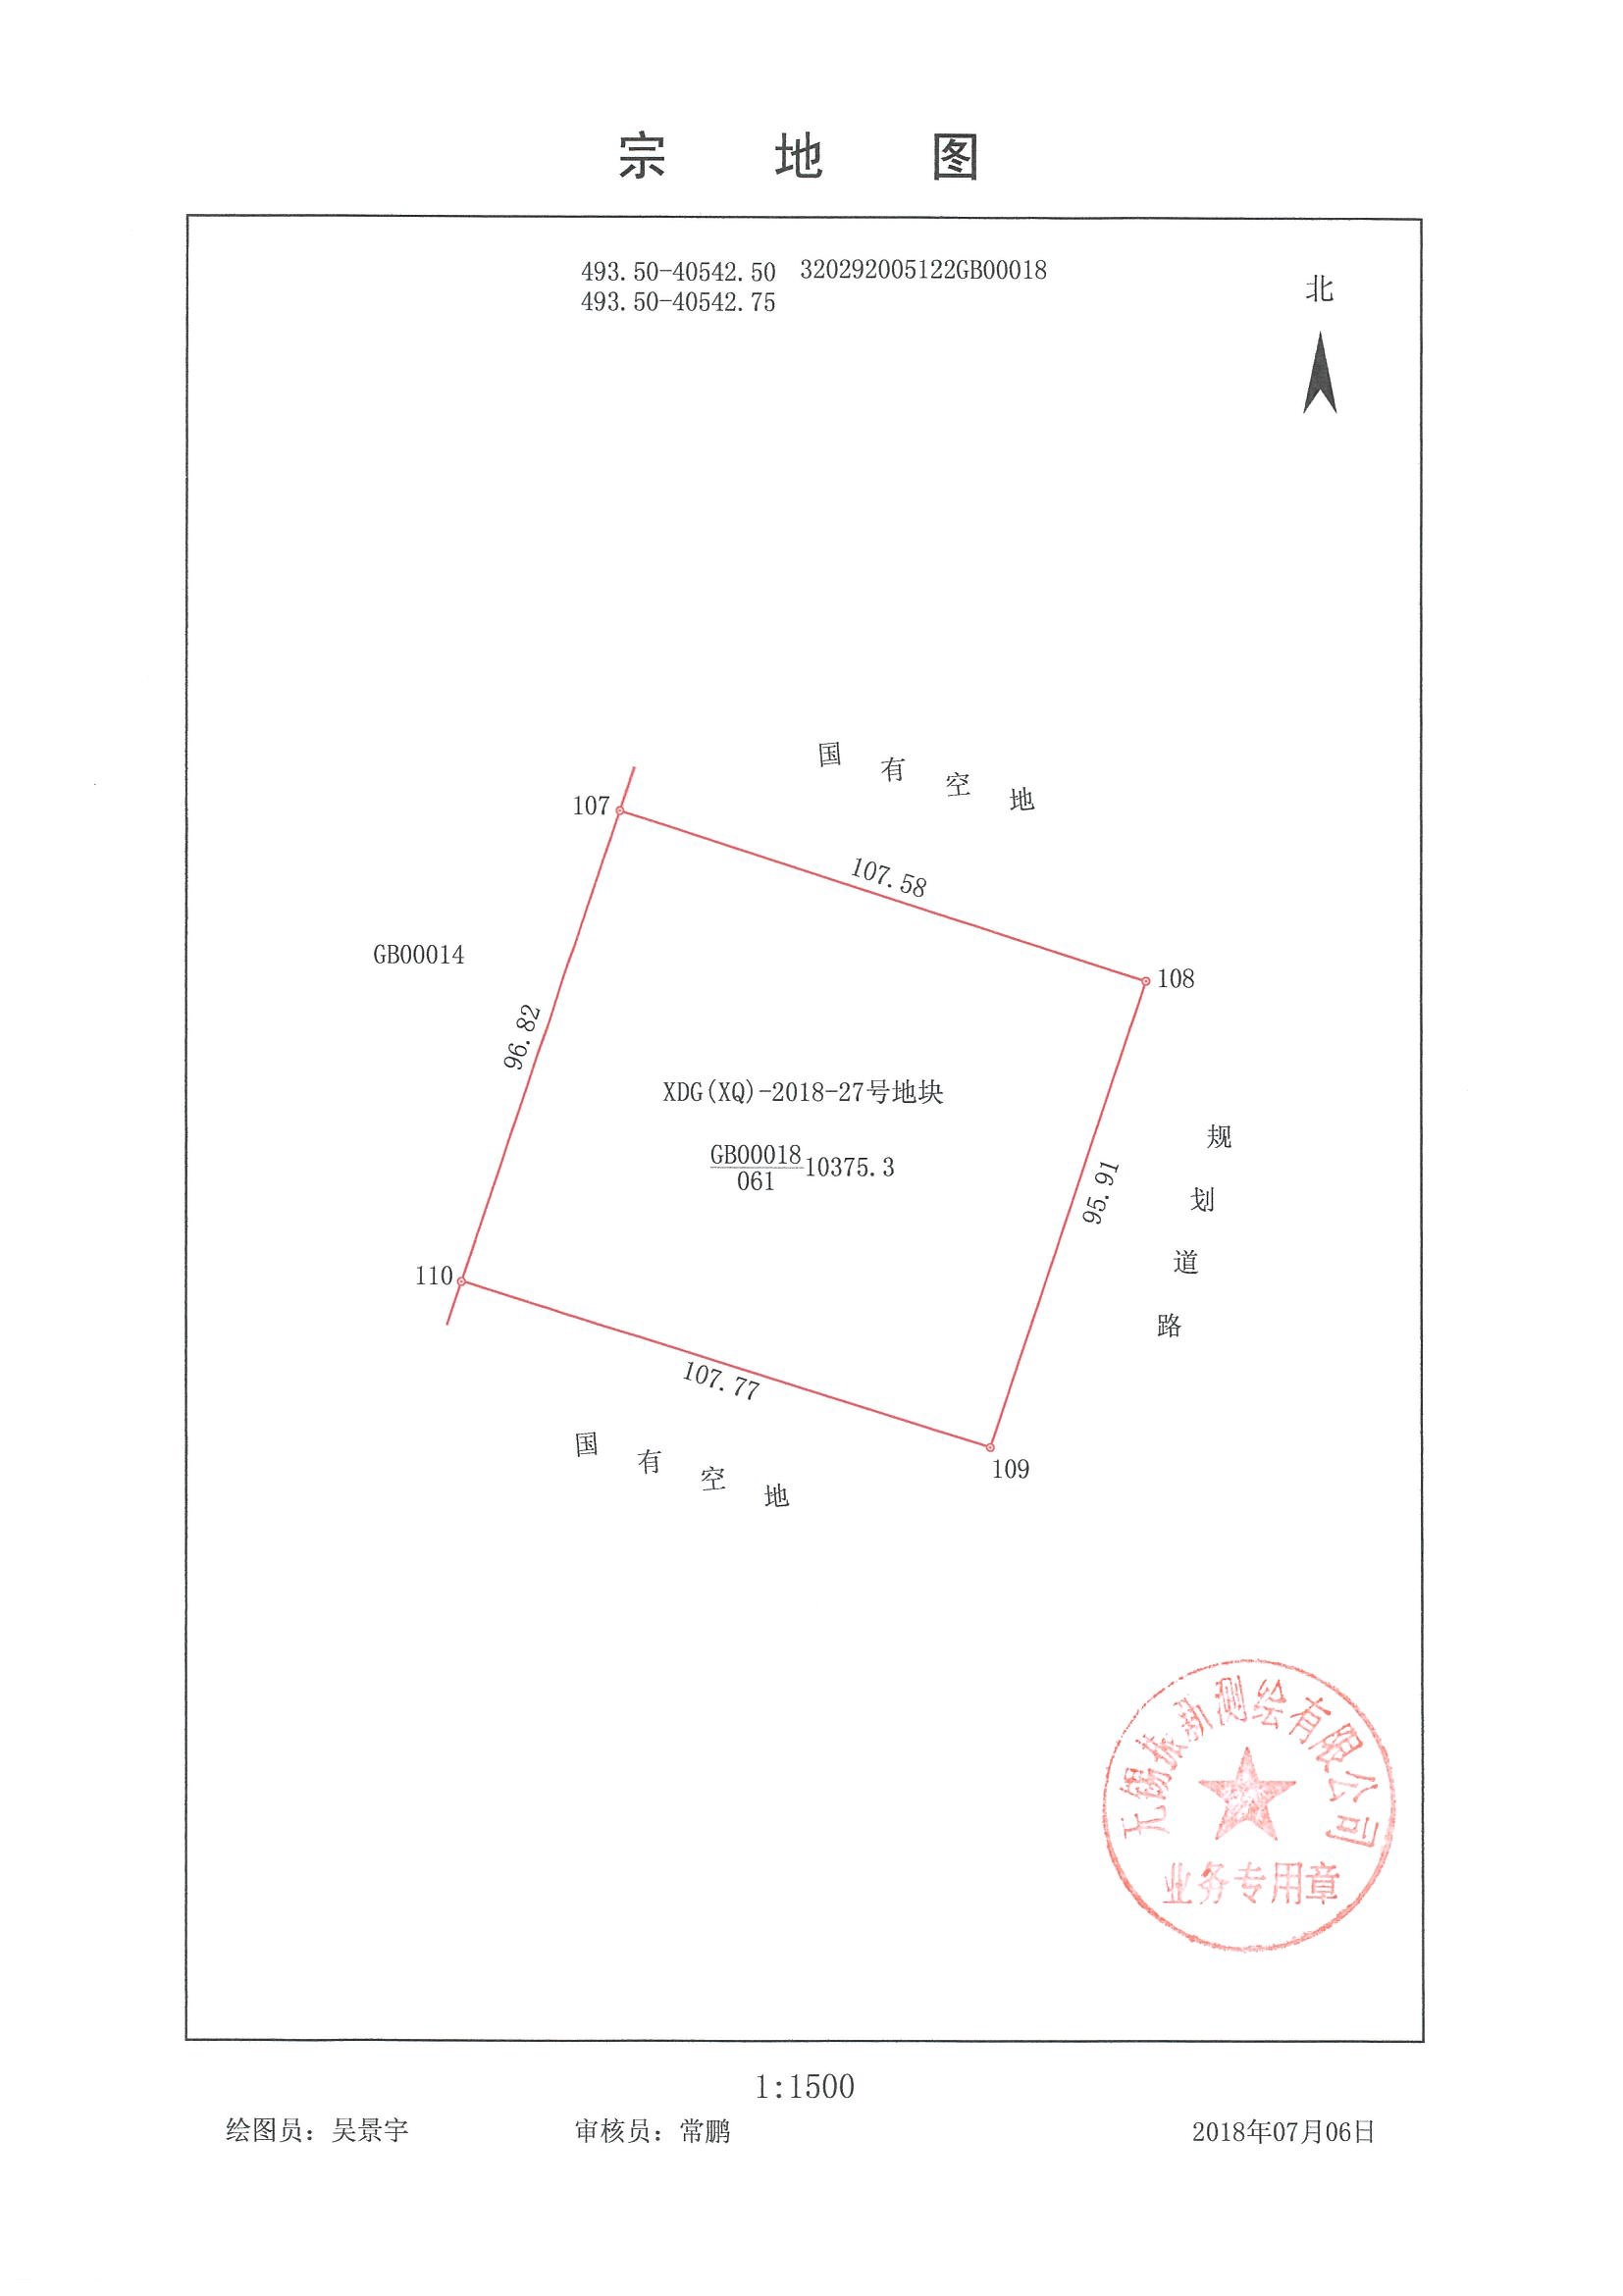 宗地图
493.50-40542.50 320292005122GB00018
493.50-40542.75
北
国有空地
107
107.58
108
GB00014
96.82
XDG(XQ)-2018-27号地块
GB00018
061
10375.3
95.91
规划道路
110
107.77
109
国有空地
无锡振新测绘有限公司
业务专用章
1:1500
绘图员：吴景宇 审核员：常鹏 2018年07月06日